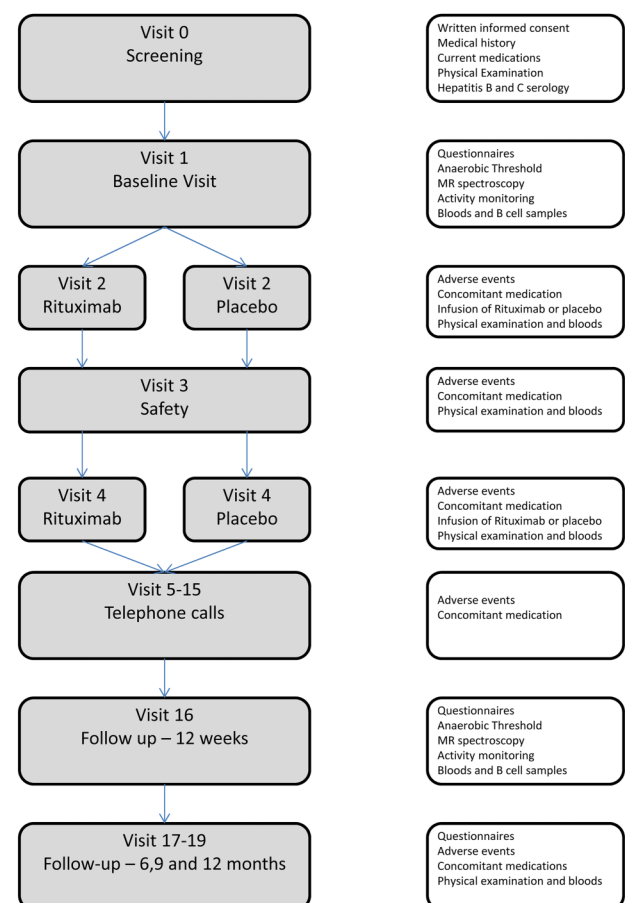 Visit 0
Screening
Written informed consent
Medical history
Current medications
Physical Examination
Hepatitis B and C serology
Visit 1
Baseline Visit
Questionnaires
Anaerobic Threshold
MR spectroscopy
Activity monitoring
Bloods and B cell samples
Visit 2
Rituximab
Visit 2
Placebo
Adverse events
Concomitant medication
Infusion of Rituximab or placebo
Physical examination and bloods
Visit 3
Safety
Adverse events
Concomitant medication
Physical examination and bloods
Visit 4
Rituximab
Visit 4
Placebo
Adverse events
Concomitant medication
Infusion of Rituximab or placebo
Physical examination and bloods
Visit 5-15
Telephone calls
Adverse events
Concomitant medication
Visit 16
Follow up – 12 weeks
Questionnaires
Anaerobic Threshold
MR spectroscopy
Activity monitoring
Bloods and B cell samples
Visit 17-19
Follow-up – 6,9 and 12 months
Questionnaires
Adverse events
Concomitant medications
Physical examination and bloods